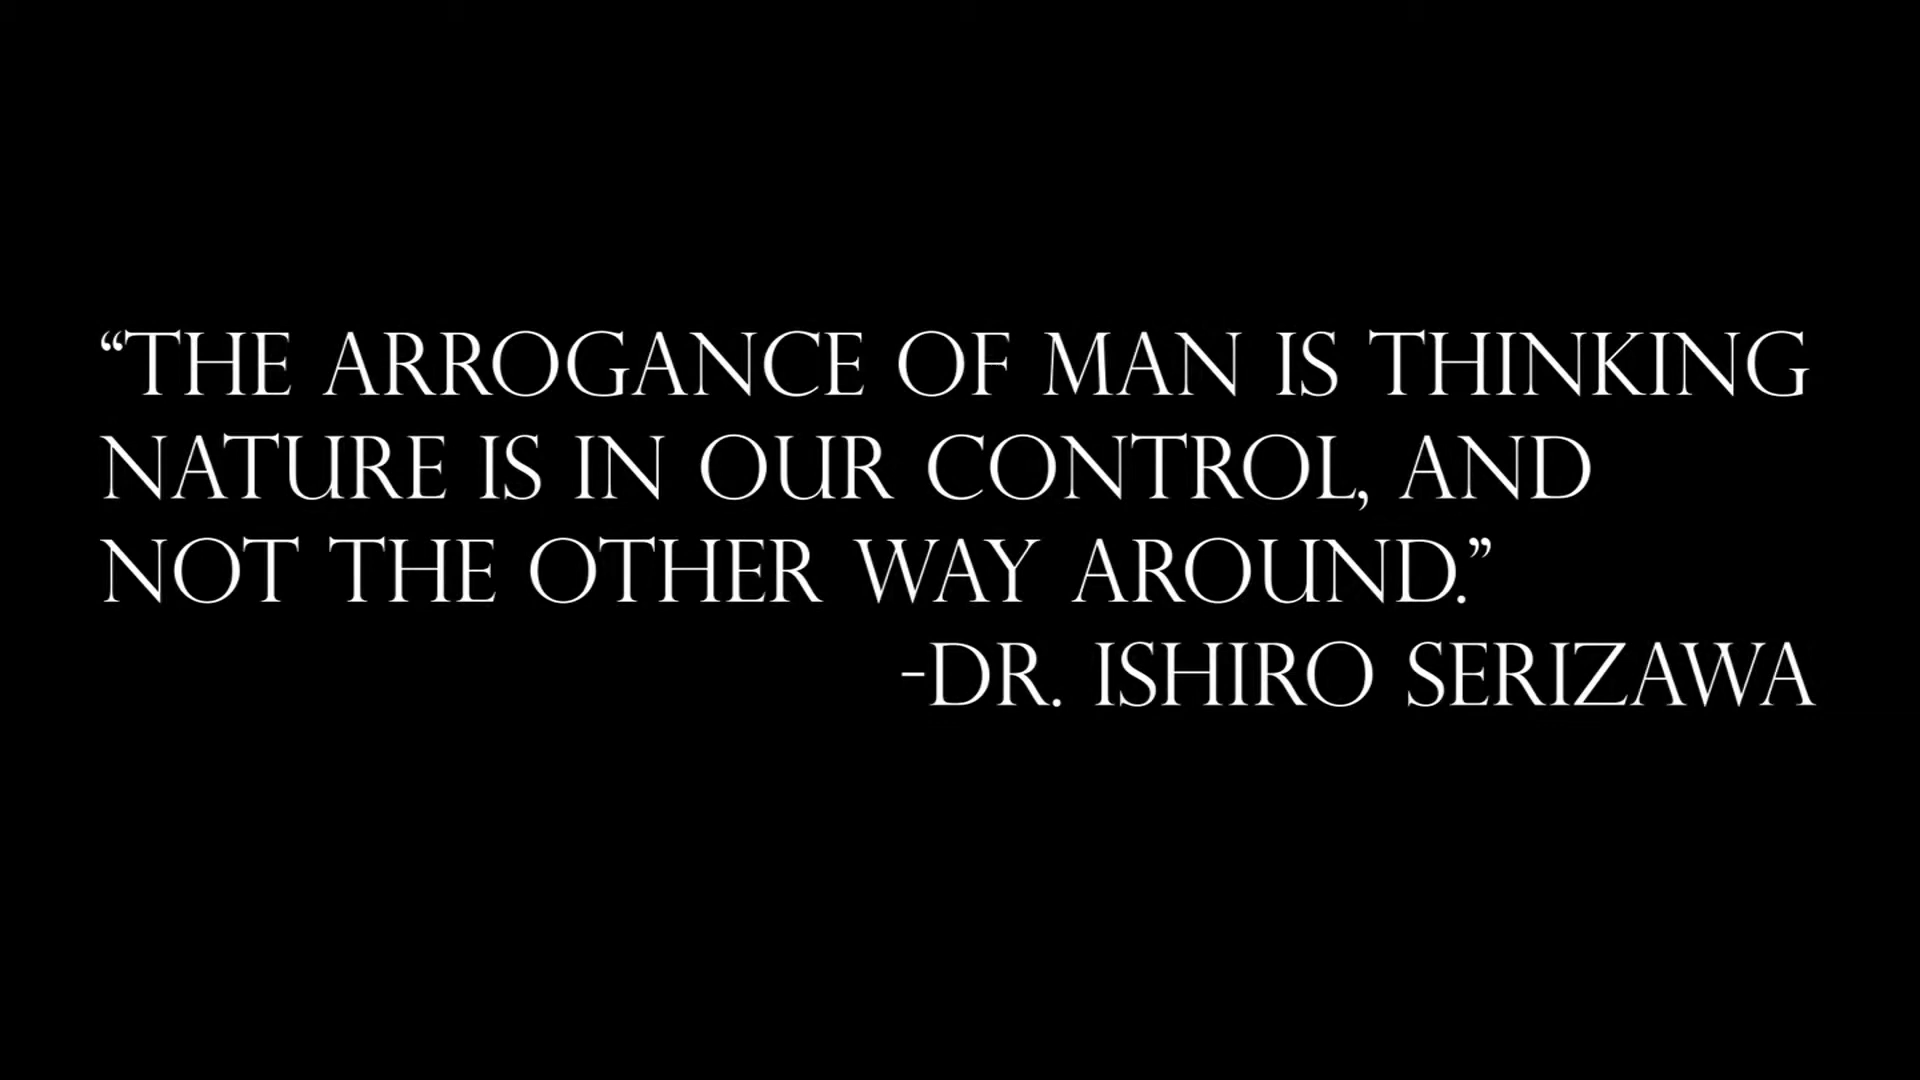 “THE ARROGANCE OF MAN IS THINKING
NATURE IS IN OUR CONTROL, AND
NOT THE OTHER WAY AROUND.”
-DR. ISHIRO SERIZAWA